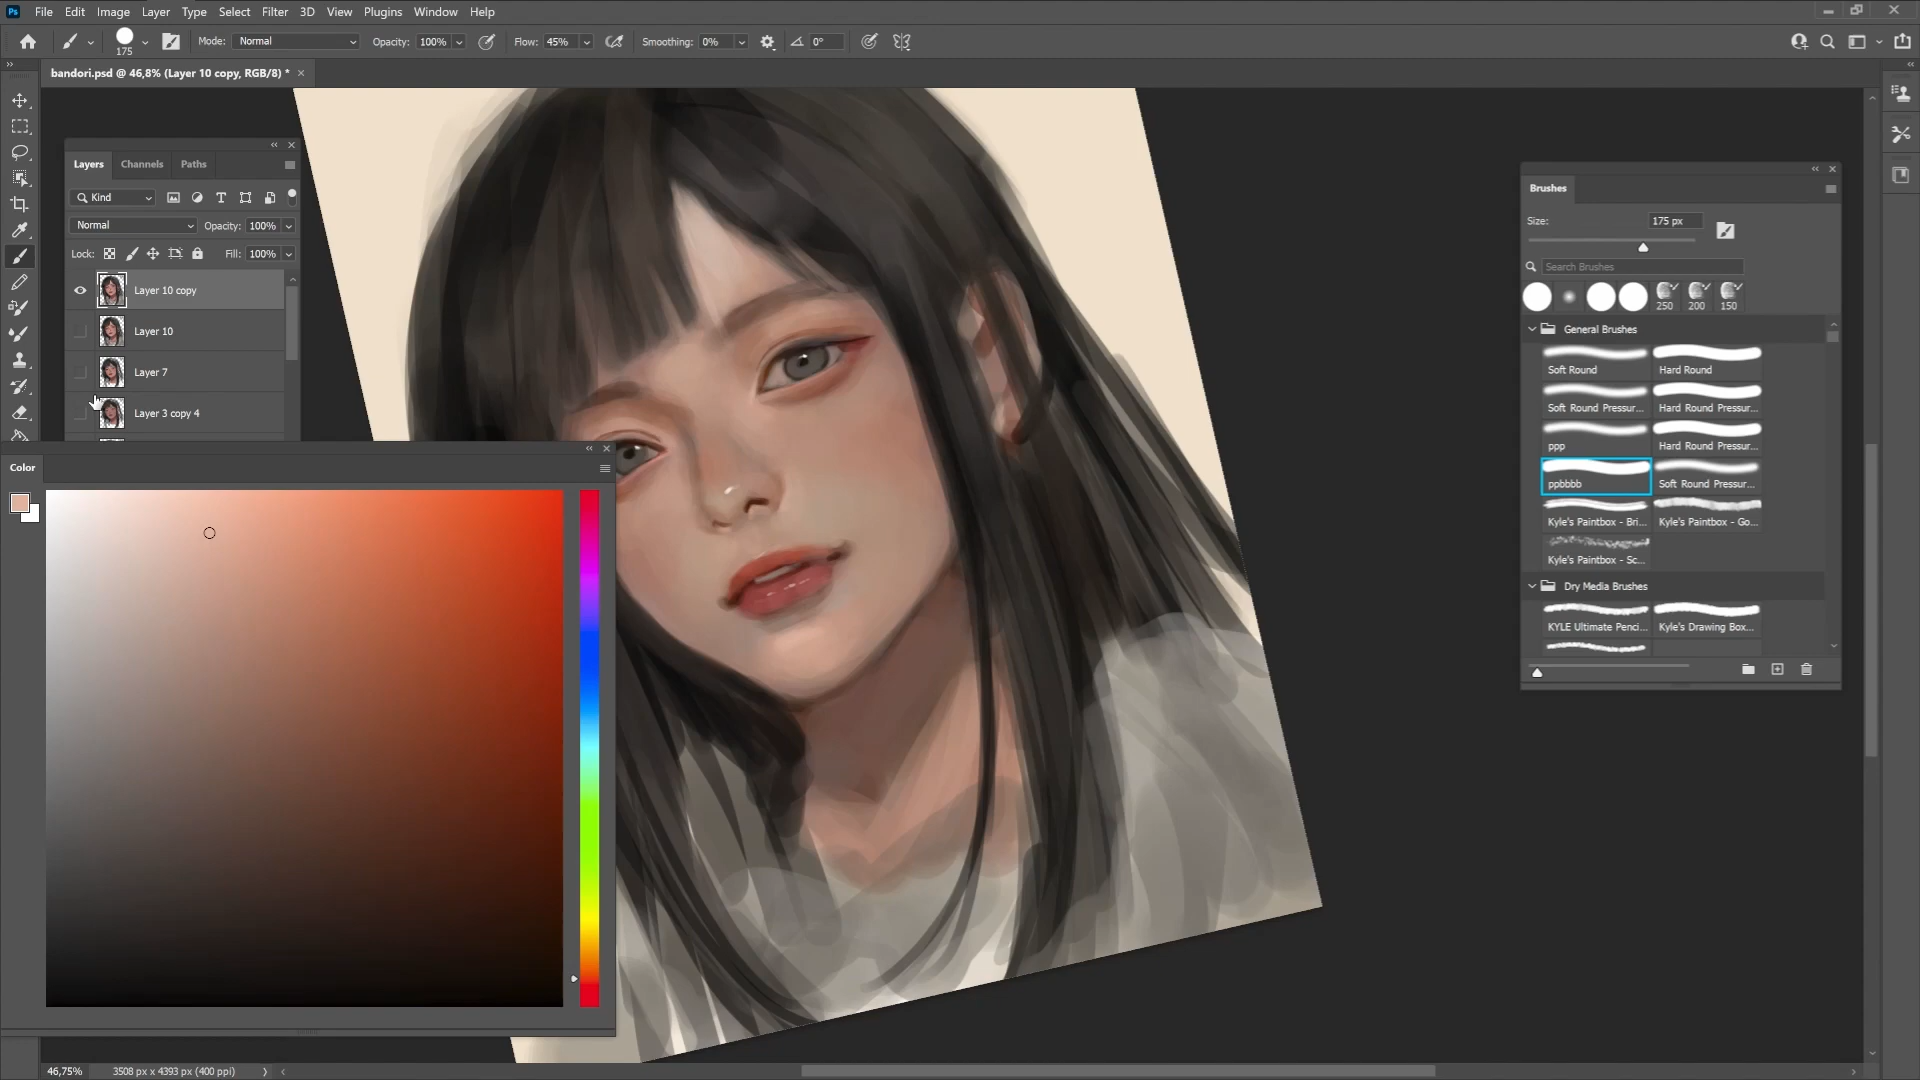 Ps File Edit Image Layer Type Select Filter 3D View Plugins Window Help
175 Mode: Normal Opacity: 100% Flow: 45% Smoothing: 0% 0°
bandori.psd @ 46,8% (Layer 10 copy, RGB/8) *
Layers Channels Paths
Kind
Normal Opacity: 100%
Lock: Fill: 100%
Layer 10 copy
Layer 10
Layer 7
Layer 3 copy 4
Color
Brushes
Size: 175 px
Search Brushes
250 200 150
General Brushes
Soft Round Hard Round
Soft Round Pressur... Hard Round Pressur...
ppp Hard Round Pressur...
ppbbbb Soft Round Pressur...
Kyle's Paintbox - Bri... Kyle's Paintbox - Go...
Kyle's Paintbox - Sc...
Dry Media Brushes
KYLE Ultimate Penci... Kyle's Drawing Box...
46,75% 3508 px x 4393 px (400 ppi)